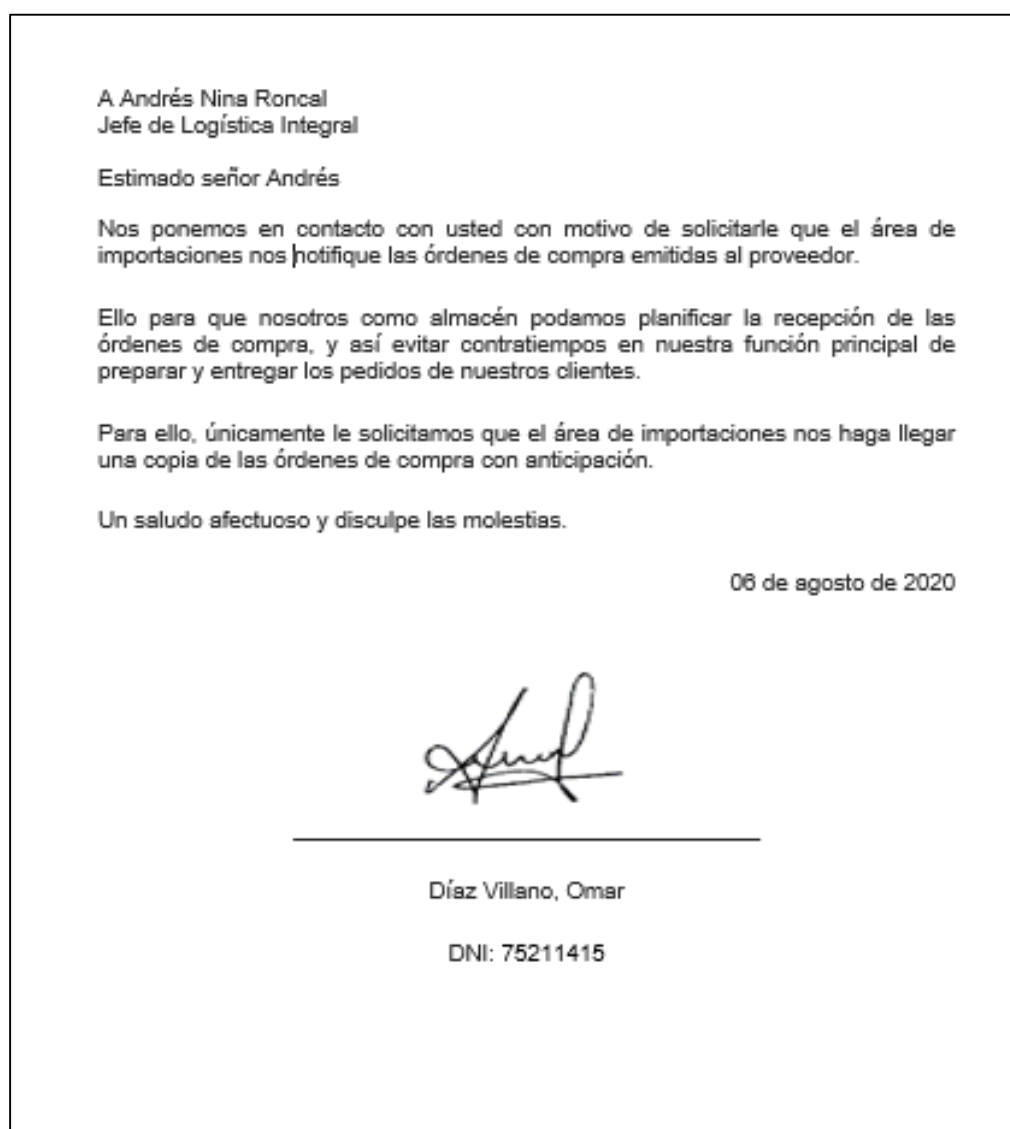 A Andrés Nina Roncal
Jefe de Logística Integral
Estimado señor Andrés
Nos ponemos en contacto con usted con motivo de solicitarle que el área de
importaciones nos notifique las órdenes de compra emitidas al proveedor.
Ello para que nosotros como almacén podamos planificar la recepción de las
órdenes de compra, y así evitar contratiempos en nuestra función principal de
preparar y entregar los pedidos de nuestros clientes.
Para ello, únicamente le solicitamos que el área de importaciones nos haga llegar
una copia de las órdenes de compra con anticipación.
Un saludo afectuoso y disculpe las molestias.
06 de agosto de 2020
Díaz Villano, Omar
DNI: 75211415